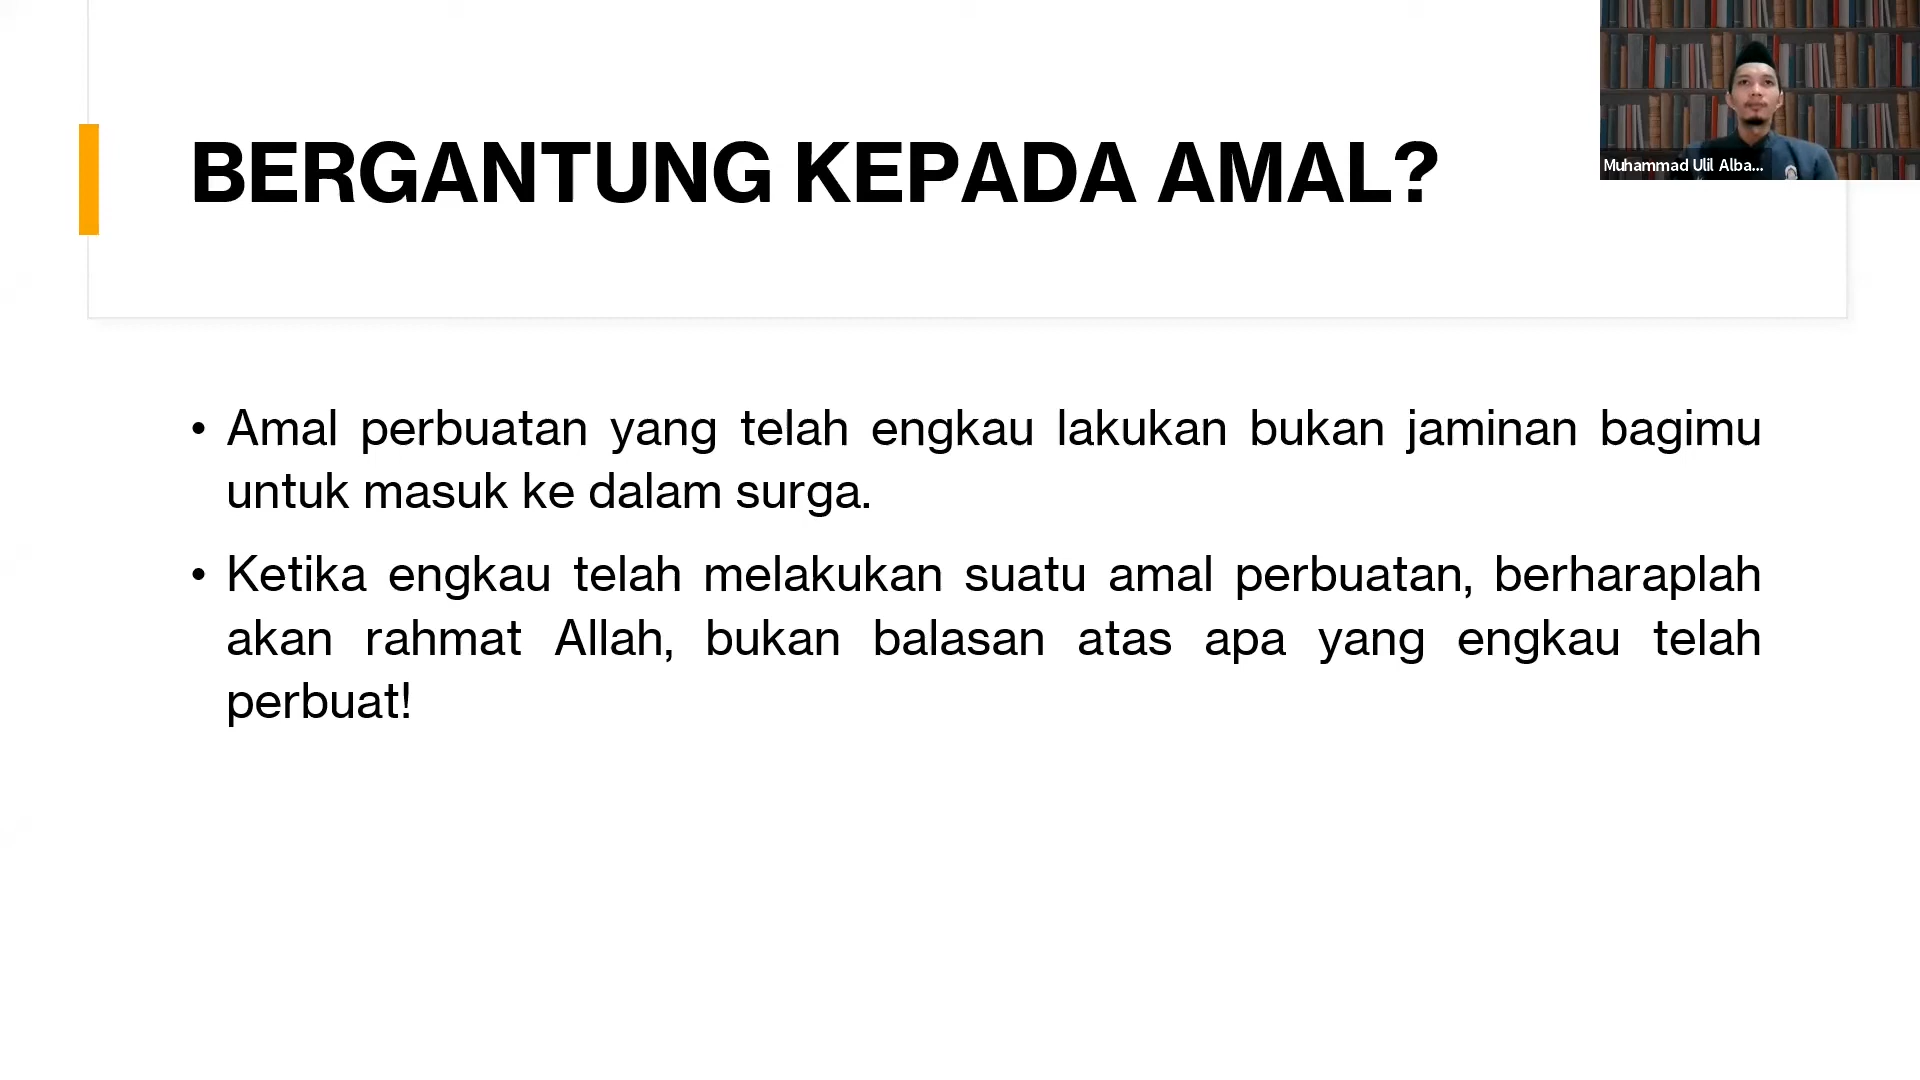 BERGANTUNG KEPADA AMAL?
Muhammad Ulil Alba...
• Amal perbuatan yang telah engkau lakukan bukan jaminan bagimu
untuk masuk ke dalam surga.
• Ketika engkau telah melakukan suatu amal perbuatan, berharaplah
akan rahmat Allah, bukan balasan atas apa yang engkau telah
perbuat!